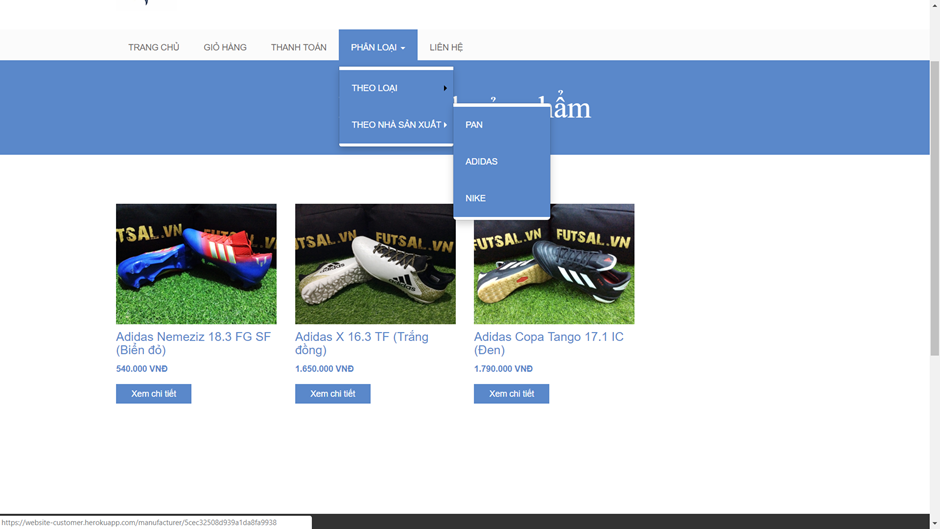 TRANG CHỦ GIỎ HÀNG THANH TOÁN PHÂN LOẠI LIÊN HỆ
THEO LOẠI
THEO NHÀ SẢN XUẤT
PAN
ADIDAS
NIKE
FUTSAL.VN FUTSAL.VN
FUTSAL.VN FUTSAL.VN
FUTSAL.VN FUTSAL.VN
adidas
Adidas Nemeziz 18.3 FG SF
(Biển đỏ)
540.000 VNĐ
Xem chi tiết
Adidas X 16.3 TF (Trắng
đồng)
1.650.000 VNĐ
Xem chi tiết
Adidas Copa Tango 17.1 IC
(Đen)
1.790.000 VNĐ
Xem chi tiết
https://website-customer.herokuapp.com/manufacturer/5cec32508d939a1da8fa9938